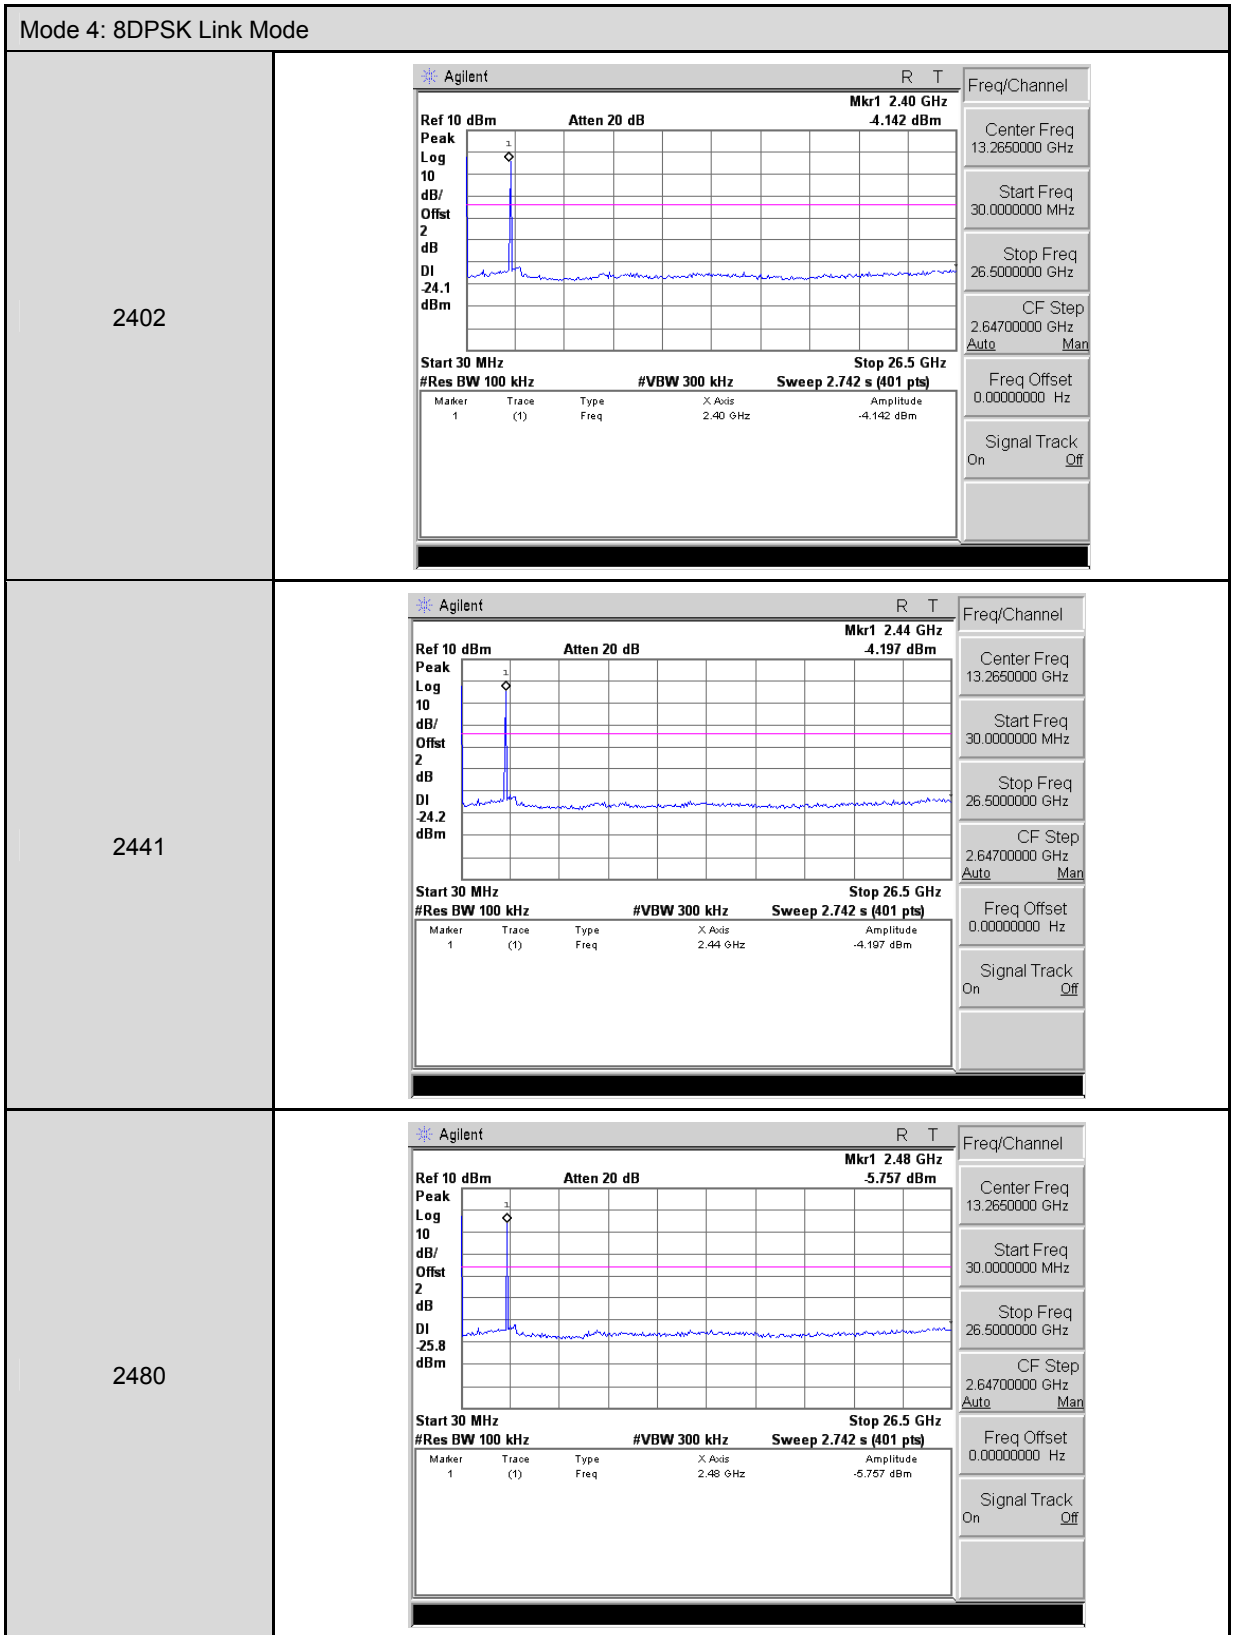 Mode 4: 8DPSK Link Mode
2402
Agilent R T
Mkr1 2.40 GHz
Ref 10 dBm Atten 20 dB -4.142 dBm
Peak
Log
10
dB/
Offst
2
dB
DI
-24.1
dBm
1
Start 30 MHz Stop 26.5 GHz
#Res BW 100 kHz #VBW 300 kHz Sweep 2.742 s (401 pts)
Marker Trace Type X Axis Amplitude
1 (1) Freq 2.40 GHz -4.142 dBm
Freq/Channel
Center Freq
13.2650000 GHz
Start Freq
30.0000000 MHz
Stop Freq
26.5000000 GHz
CF Step
2.64700000 GHz
Auto Man
Freq Offset
0.00000000 Hz
Signal Track
On Off
2441
Agilent R T
Mkr1 2.44 GHz
Ref 10 dBm Atten 20 dB -4.197 dBm
Peak
Log
10
dB/
Offst
2
dB
DI
-24.2
dBm
1
Start 30 MHz Stop 26.5 GHz
#Res BW 100 kHz #VBW 300 kHz Sweep 2.742 s (401 pts)
Marker Trace Type X Axis Amplitude
1 (1) Freq 2.44 GHz -4.197 dBm
Freq/Channel
Center Freq
13.2650000 GHz
Start Freq
30.0000000 MHz
Stop Freq
26.5000000 GHz
CF Step
2.64700000 GHz
Auto Man
Freq Offset
0.00000000 Hz
Signal Track
On Off
2480
Agilent R T
Mkr1 2.48 GHz
Ref 10 dBm Atten 20 dB -5.757 dBm
Peak
Log
10
dB/
Offst
2
dB
DI
-25.8
dBm
1
Start 30 MHz Stop 26.5 GHz
#Res BW 100 kHz #VBW 300 kHz Sweep 2.742 s (401 pts)
Marker Trace Type X Axis Amplitude
1 (1) Freq 2.48 GHz -5.757 dBm
Freq/Channel
Center Freq
13.2650000 GHz
Start Freq
30.0000000 MHz
Stop Freq
26.5000000 GHz
CF Step
2.64700000 GHz
Auto Man
Freq Offset
0.00000000 Hz
Signal Track
On Off